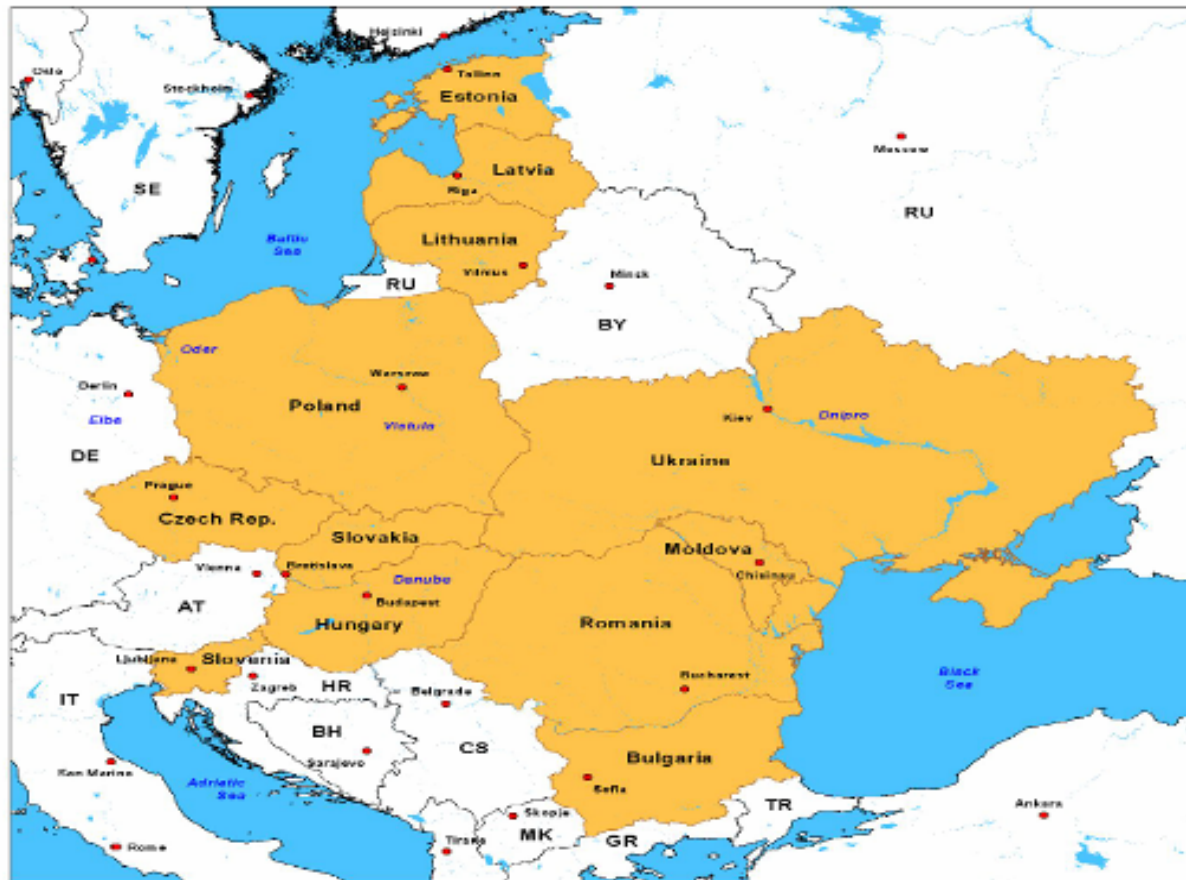 Helzinki
Oslo
Tallinn
Stockholm
Estonia
Moscow
Latvia
SE
Riga
RU
Baltic
Sea
Lithuania
Vilnius
RU
Minsk
BY
Oder
Warsawa
Berlin
Poland
Elbe
Vistula
Kiev
Dnipro
DE
Ukraine
Prague
Czech Rep.
Slovakia
Moldova
Vienna
Bratislava
Danube
Chisinau
AT
Budapest
Hungary
Romania
Ljubljana
Slovenia
Zagreb
HR
Belgrade
Bucharest
Black
Sea
IT
BH
CS
Sarajevo
Bulgaria
San Marino
Adriatic
Sea
Sofia
Skopje
TR
Ankara
MK
GR
Tirana
Rome